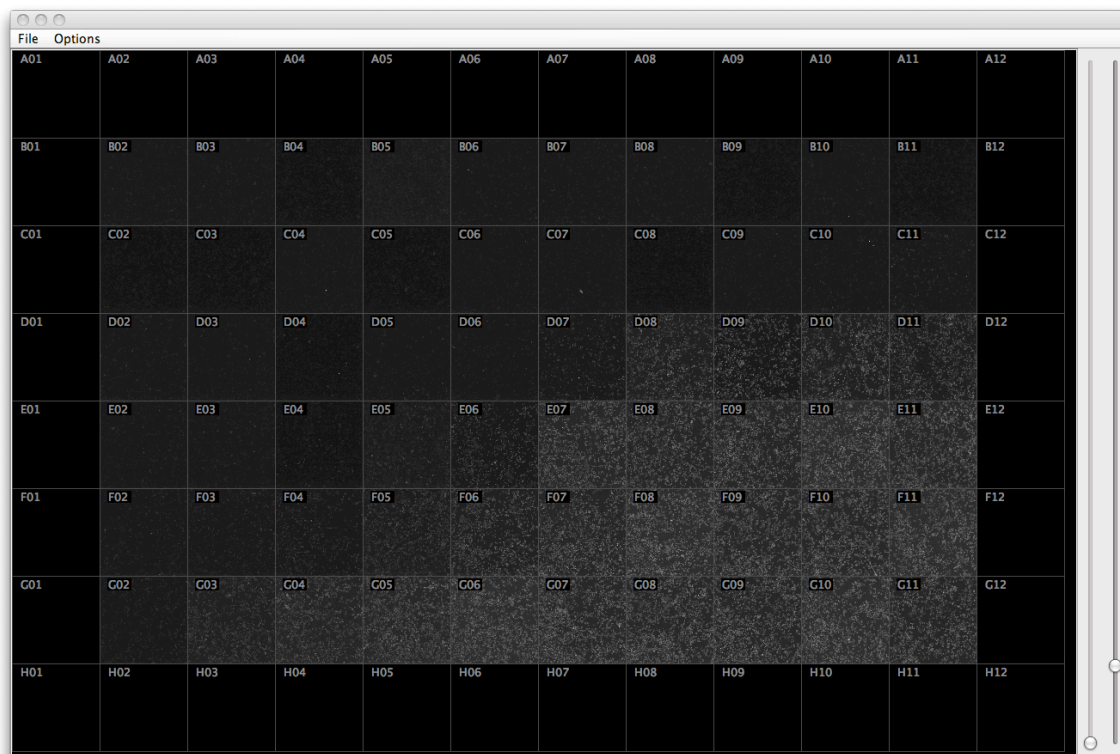 File Options
A01 A02 A03 A04 A05 A06 A07 A08 A09 A10 A11 A12
B01 B02 B03 B04 B05 B06 B07 B08 B09 B10 B11 B12
C01 C02 C03 C04 C05 C06 C07 C08 C09 C10 C11 C12
D01 D02 D03 D04 D05 D06 D07 D08 D09 D10 D11 D12
E01 E02 E03 E04 E05 E06 E07 E08 E09 E10 E11 E12
F01 F02 F03 F04 F05 F06 F07 F08 F09 F10 F11 F12
G01 G02 G03 G04 G05 G06 G07 G08 G09 G10 G11 G12
H01 H02 H03 H04 H05 H06 H07 H08 H09 H10 H11 H12